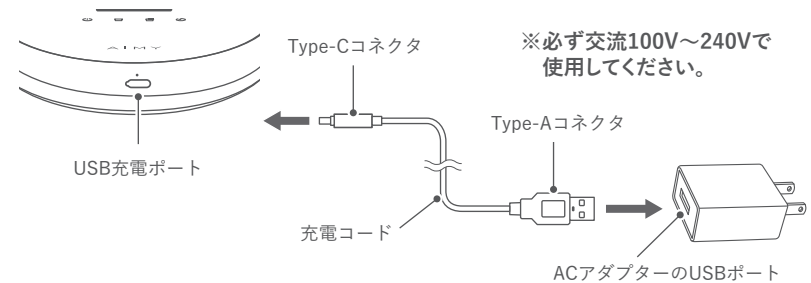 Type-Cコネクタ
※必ず交流100V～240Vで
使用してください。
Type-Aコネクタ
USB充電ポート
充電コード
ACアダプターのUSBポート